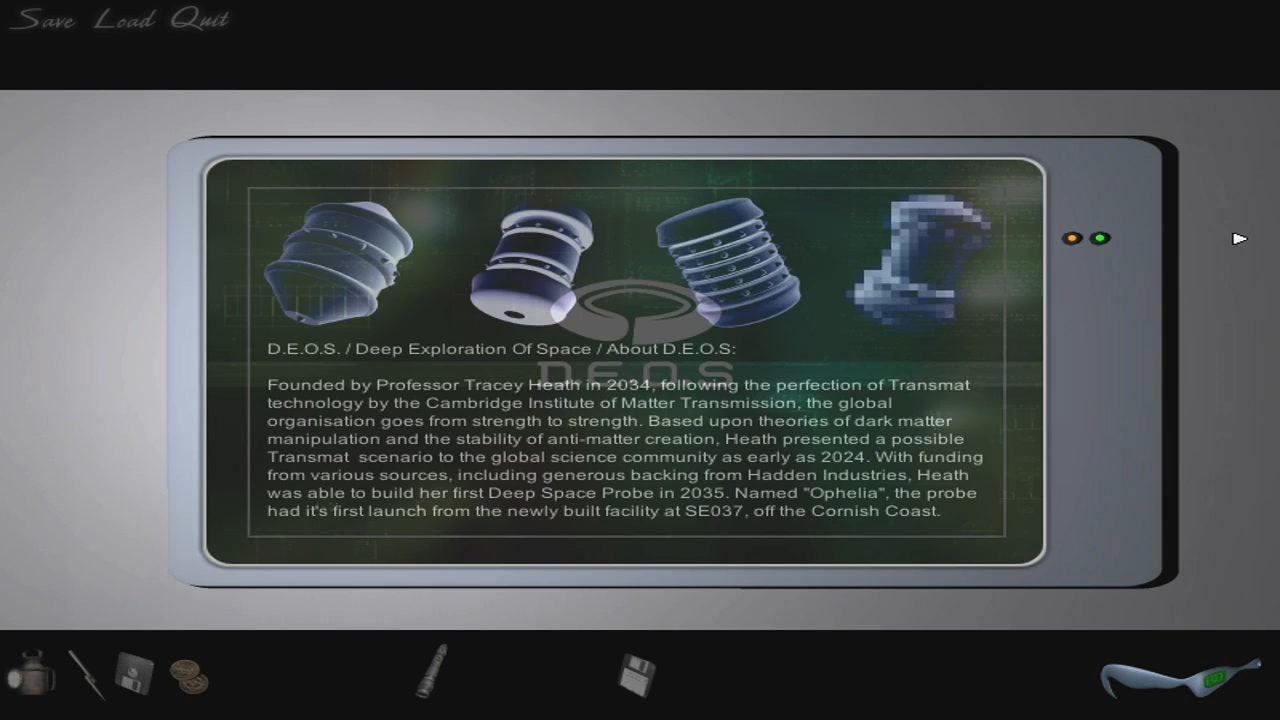 Save Load Quit
D.E.O.S
D.E.O.S. / Deep Exploration Of Space / About D.E.O.S:
Founded by Professor Tracey Heath in 2034, following the perfection of Transmat
technology by the Cambridge Institute of Matter Transmission, the global
organisation goes from strength to strength. Based upon theories of dark matter
manipulation and the stability of anti-matter creation, Heath presented a possible
Transmat scenario to the global science community as early as 2024. With funding
from various sources, including generous backing from Hadden Industries, Heath
was able to build her first Deep Space Probe in 2035. Named "Ophelia", the probe
had it's first launch from the newly built facility at SE037, off the Cornish Coast.